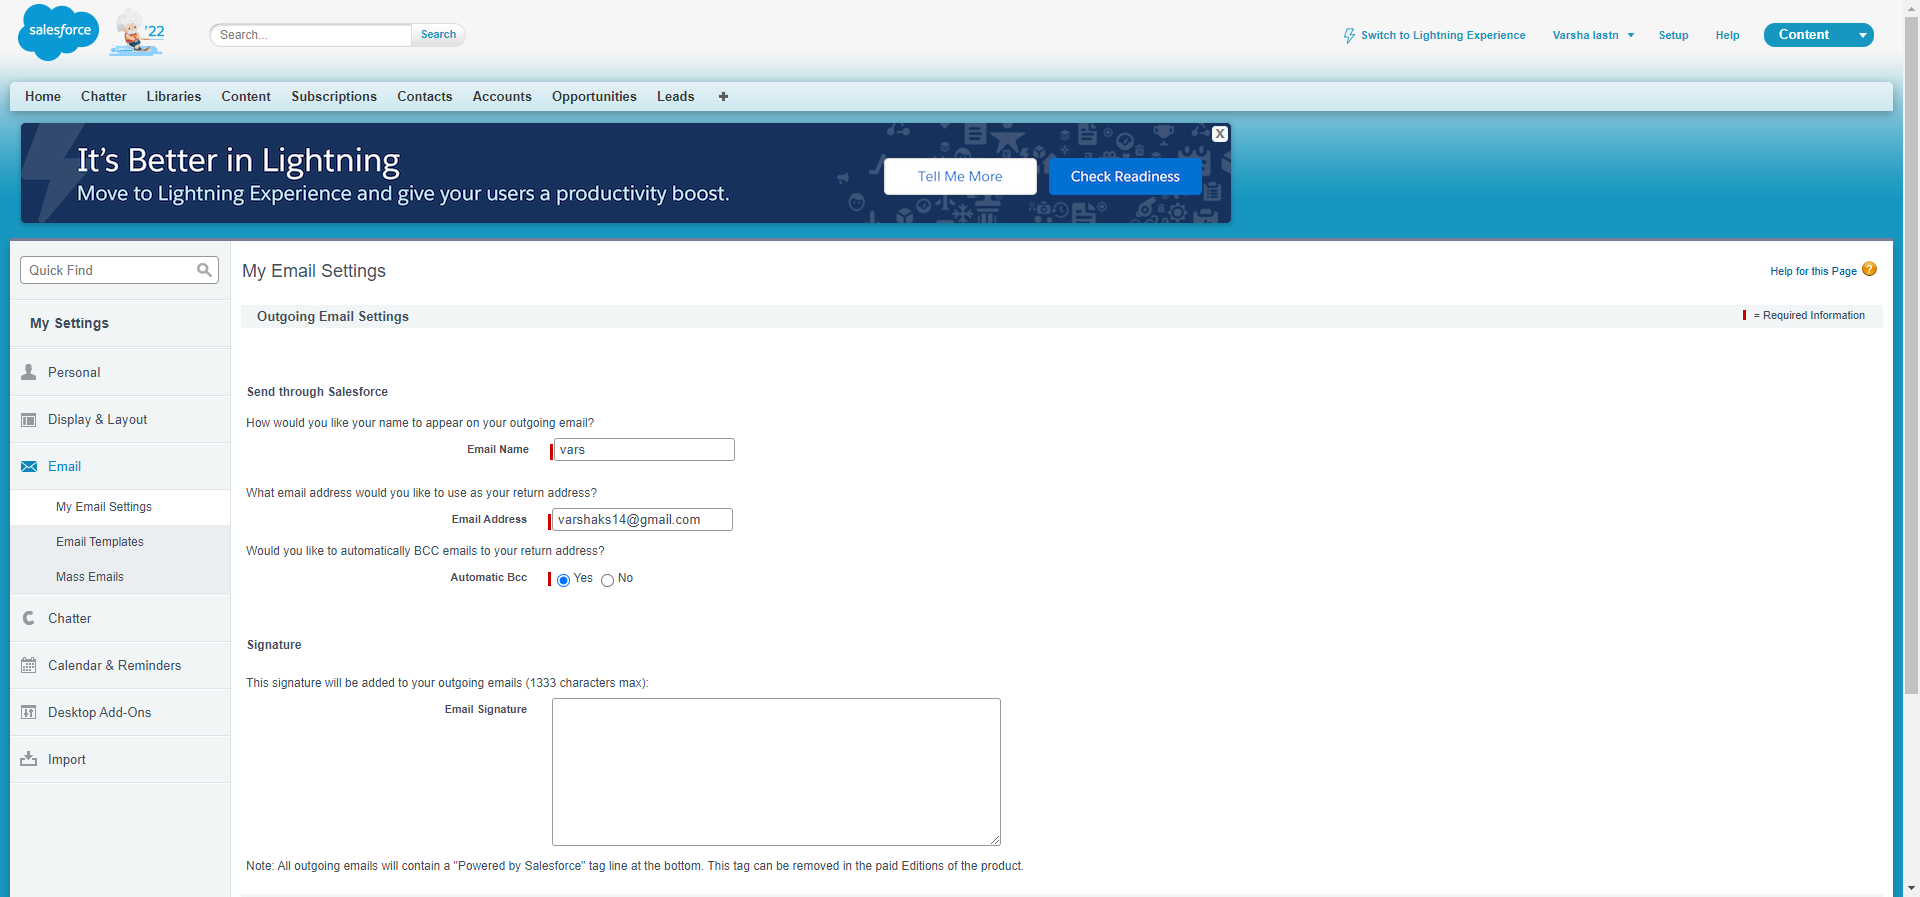 salesforce
'22
Search...
Search
Switch to Lightning Experience
Varsha lastn
Setup
Help
Content
Home
Chatter
Libraries
Content
Subscriptions
Contacts
Accounts
Opportunities
Leads
+
It's Better in Lightning
Move to Lightning Experience and give your users a productivity boost.
Tell Me More
Check Readiness
X
Quick Find
My Settings
Personal
Display & Layout
Email
My Email Settings
Email Templates
Mass Emails
Chatter
Calendar & Reminders
Desktop Add-Ons
Import
My Email Settings
Help for this Page
?
Outgoing Email Settings
= Required Information
Send through Salesforce
How would you like your name to appear on your outgoing email?
Email Name
vars
What email address would you like to use as your return address?
Email Address
varshaks14@gmail.com
Would you like to automatically BCC emails to your return address?
Automatic Bcc
Yes
No
Signature
This signature will be added to your outgoing emails (1333 characters max):
Email Signature
Note: All outgoing emails will contain a "Powered by Salesforce" tag line at the bottom. This tag can be removed in the paid Editions of the product.